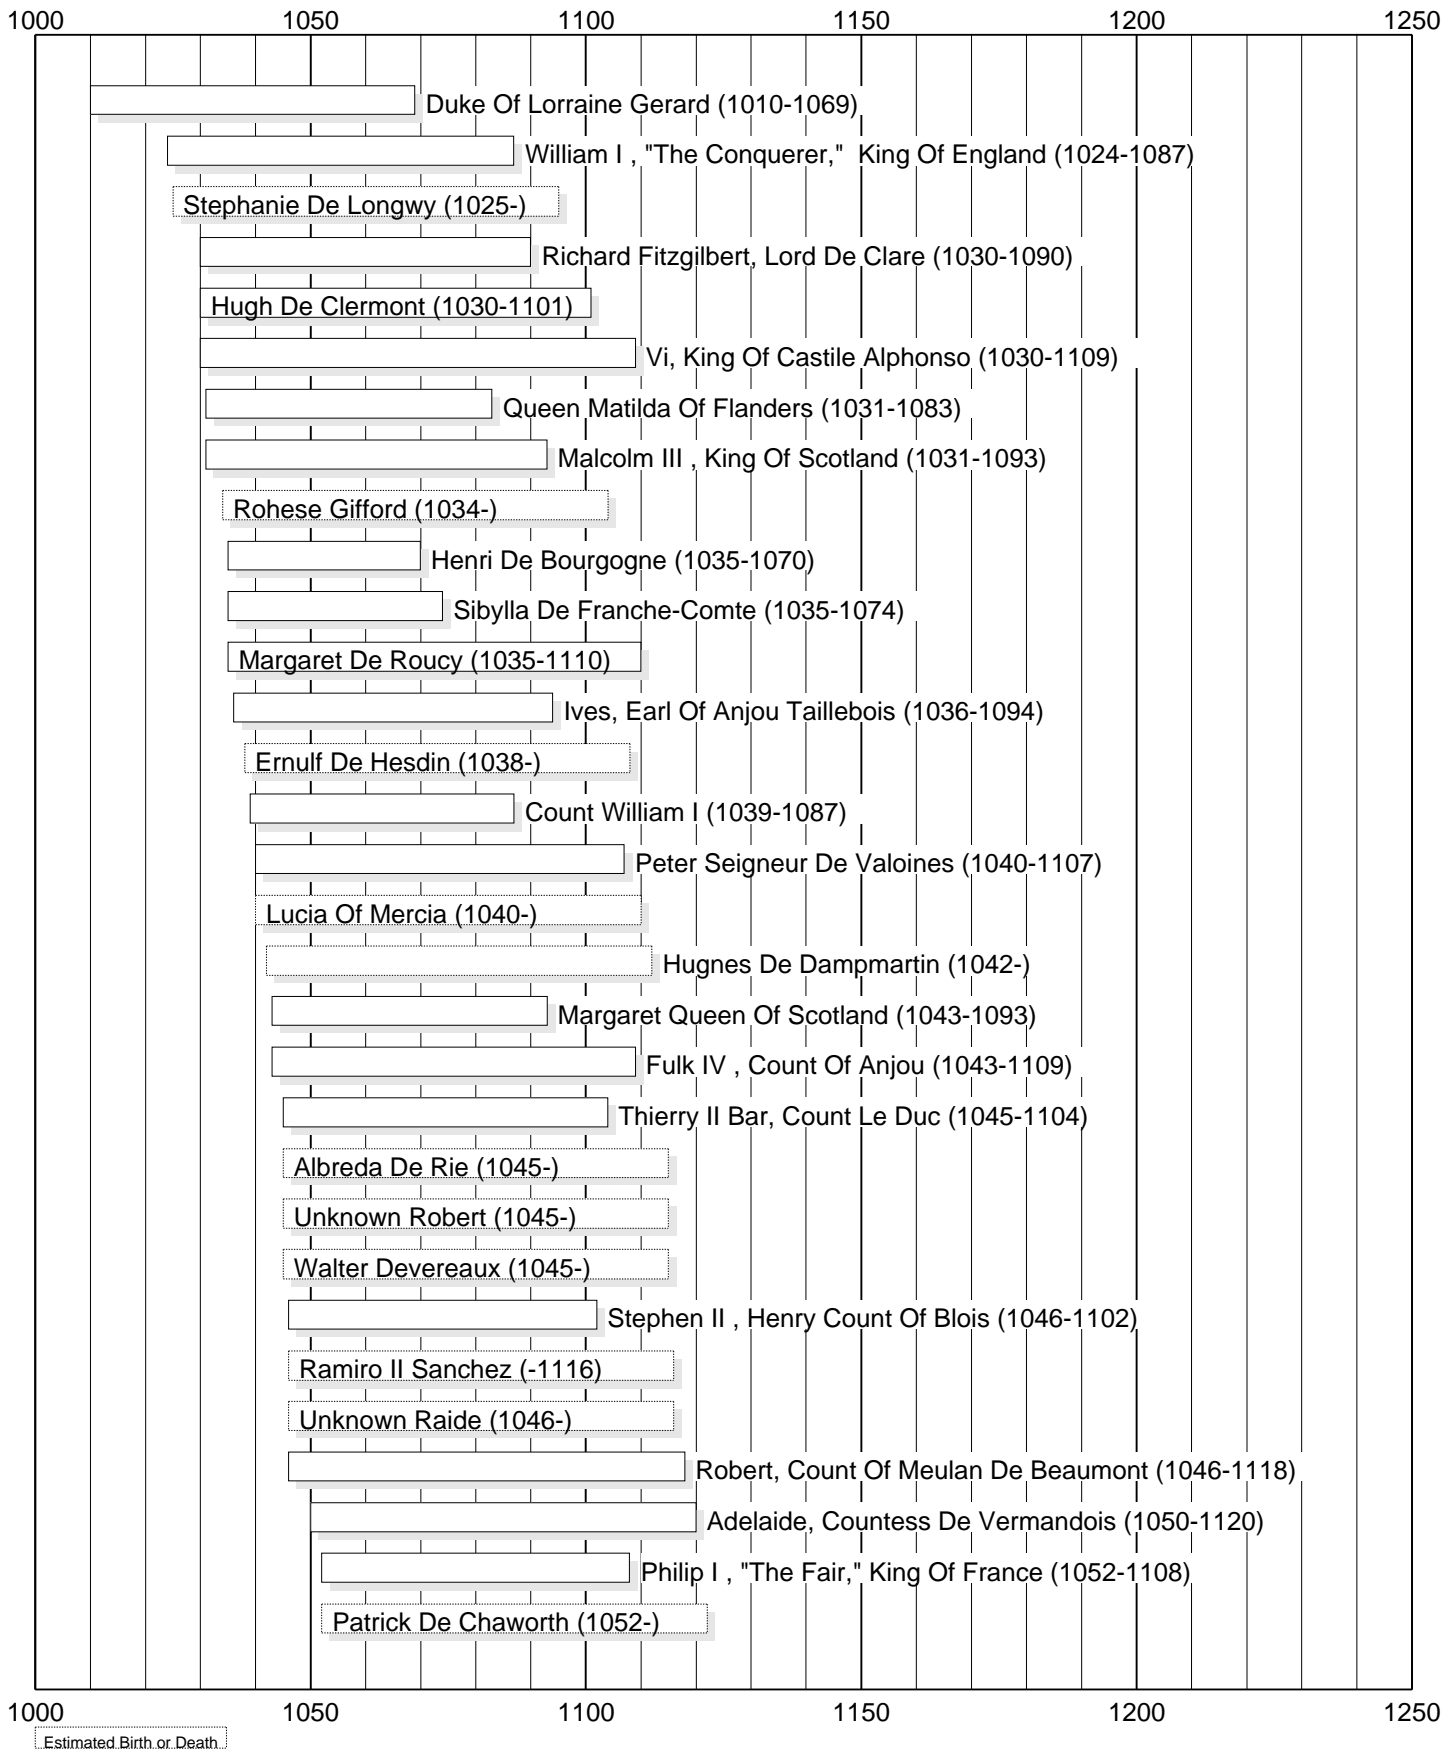 1000 1050 1100 1150 1200 1250
Duke Of Lorraine Gerard (1010-1069)
William I , "The Conquerer," King Of England (1024-1087)
Stephanie De Longwy (1025-)
Richard Fitzgilbert, Lord De Clare (1030-1090)
Hugh De Clermont (1030-1101)
Vi, King Of Castile Alphonso (1030-1109)
Queen Matilda Of Flanders (1031-1083)
Malcolm III , King Of Scotland (1031-1093)
Rohese Gifford (1034-)
Henri De Bourgogne (1035-1070)
Sibylla De Franche-Comte (1035-1074)
Margaret De Roucy (1035-1110)
Ives, Earl Of Anjou Taillebois (1036-1094)
Ernulf De Hesdin (1038-)
Count William I (1039-1087)
Peter Seigneur De Valoines (1040-1107)
Lucia Of Mercia (1040-)
Hugnes De Dampmartin (1042-)
Margaret Queen Of Scotland (1043-1093)
Fulk IV , Count Of Anjou (1043-1109)
Thierry II Bar, Count Le Duc (1045-1104)
Albreda De Rie (1045-)
Unknown Robert (1045-)
Walter Devereaux (1045-)
Stephen II , Henry Count Of Blois (1046-1102)
Ramiro II Sanchez (-1116)
Unknown Raide (1046-)
Robert, Count Of Meulan De Beaumont (1046-1118)
Adelaide, Countess De Vermandois (1050-1120)
Philip I , "The Fair," King Of France (1052-1108)
Patrick De Chaworth (1052-)
1000 1050 1100 1150 1200 1250
Estimated Birth or Death